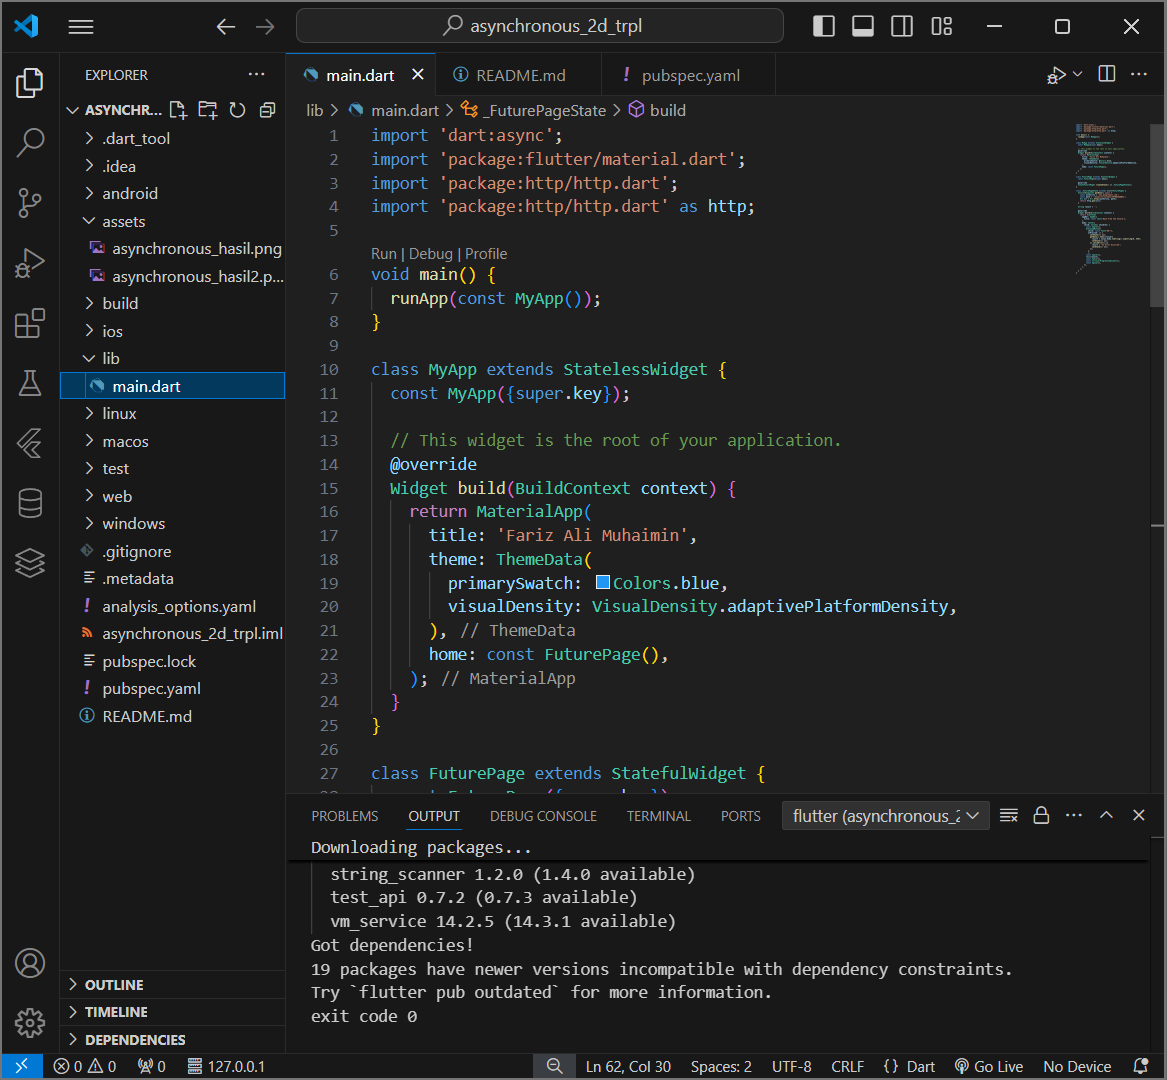 asynchronous_2d_trpl
EXPLORER
ASYNCHR...
.dart_tool
.idea
android
assets
asynchronous_hasil.png
asynchronous_hasil2.p...
build
ios
lib
main.dart
linux
macos
test
web
windows
.gitignore
.metadata
! analysis_options.yaml
asynchronous_2d_trpl.iml
pubspec.lock
! pubspec.yaml
README.md
OUTLINE
TIMELINE
DEPENDENCIES
main.dart
README.md
! pubspec.yaml
lib > main.dart > _FuturePageState > build
1 import 'dart:async';
2 import 'package:flutter/material.dart';
3 import 'package:http/http.dart';
4 import 'package:http/http.dart' as http;
5
Run | Debug | Profile
6 void main() {
7 runApp(const MyApp());
8 }
9
10 class MyApp extends StatelessWidget {
11 const MyApp({super.key});
12
13 // This widget is the root of your application.
14 @override
15 Widget build(BuildContext context) {
16 return MaterialApp(
17 title: 'Fariz Ali Muhaimin',
18 theme: ThemeData(
19 primarySwatch: Colors.blue,
20 visualDensity: VisualDensity.adaptivePlatformDensity,
21 ), // ThemeData
22 home: const FuturePage(),
23 ); // MaterialApp
24 }
25 }
26
27 class FuturePage extends StatefulWidget {
PROBLEMS OUTPUT DEBUG CONSOLE TERMINAL PORTS flutter (asynchronous_2
Downloading packages...
string_scanner 1.2.0 (1.4.0 available)
test_api 0.7.2 (0.7.3 available)
vm_service 14.2.5 (14.3.1 available)
Got dependencies!
19 packages have newer versions incompatible with dependency constraints.
Try `flutter pub outdated` for more information.
exit code 0
0 0 0 127.0.0.1 Ln 62, Col 30 Spaces: 2 UTF-8 CRLF {} Dart Go Live No Device